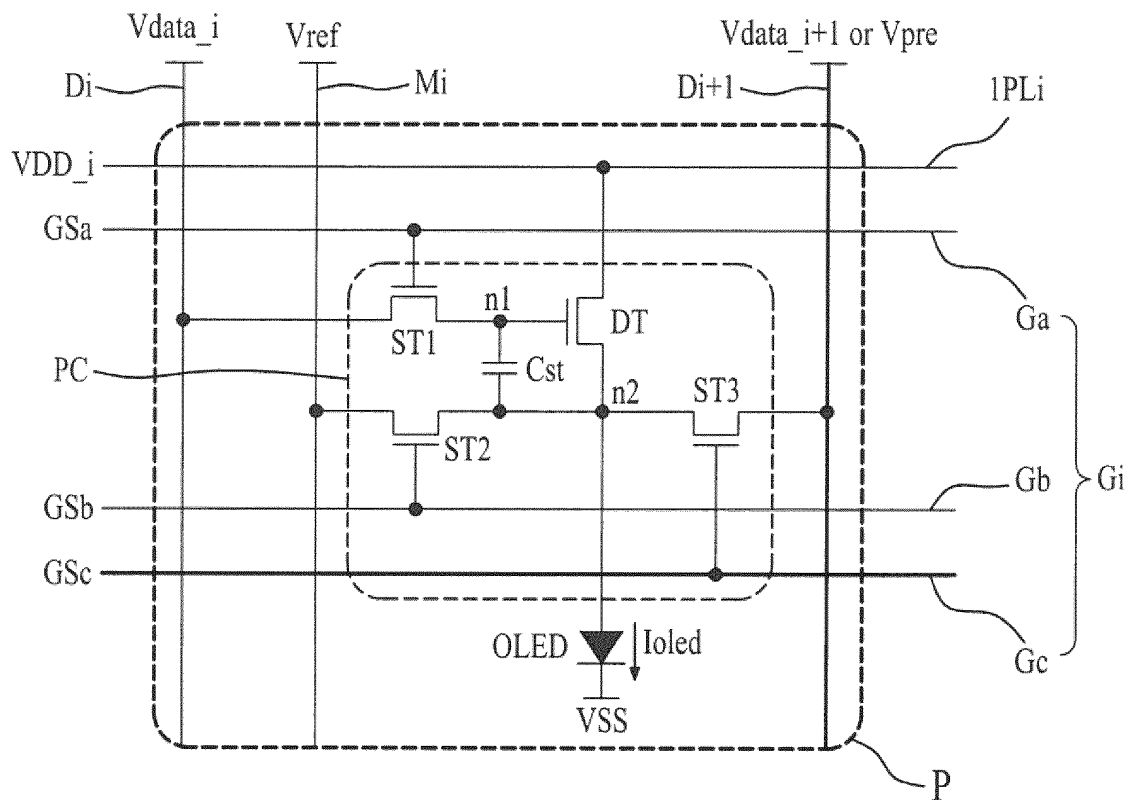 Vdata_i
Vref
Vdata_i+1 or Vpre
Di
Mi
Di+1
1PLi
VDD_i
GSa
n1
DT
Ga
ST1
PC
Cst
n2
ST3
ST2
GSb
Gb
Gi
GSc
OLED
Ioled
Gc
VSS
P